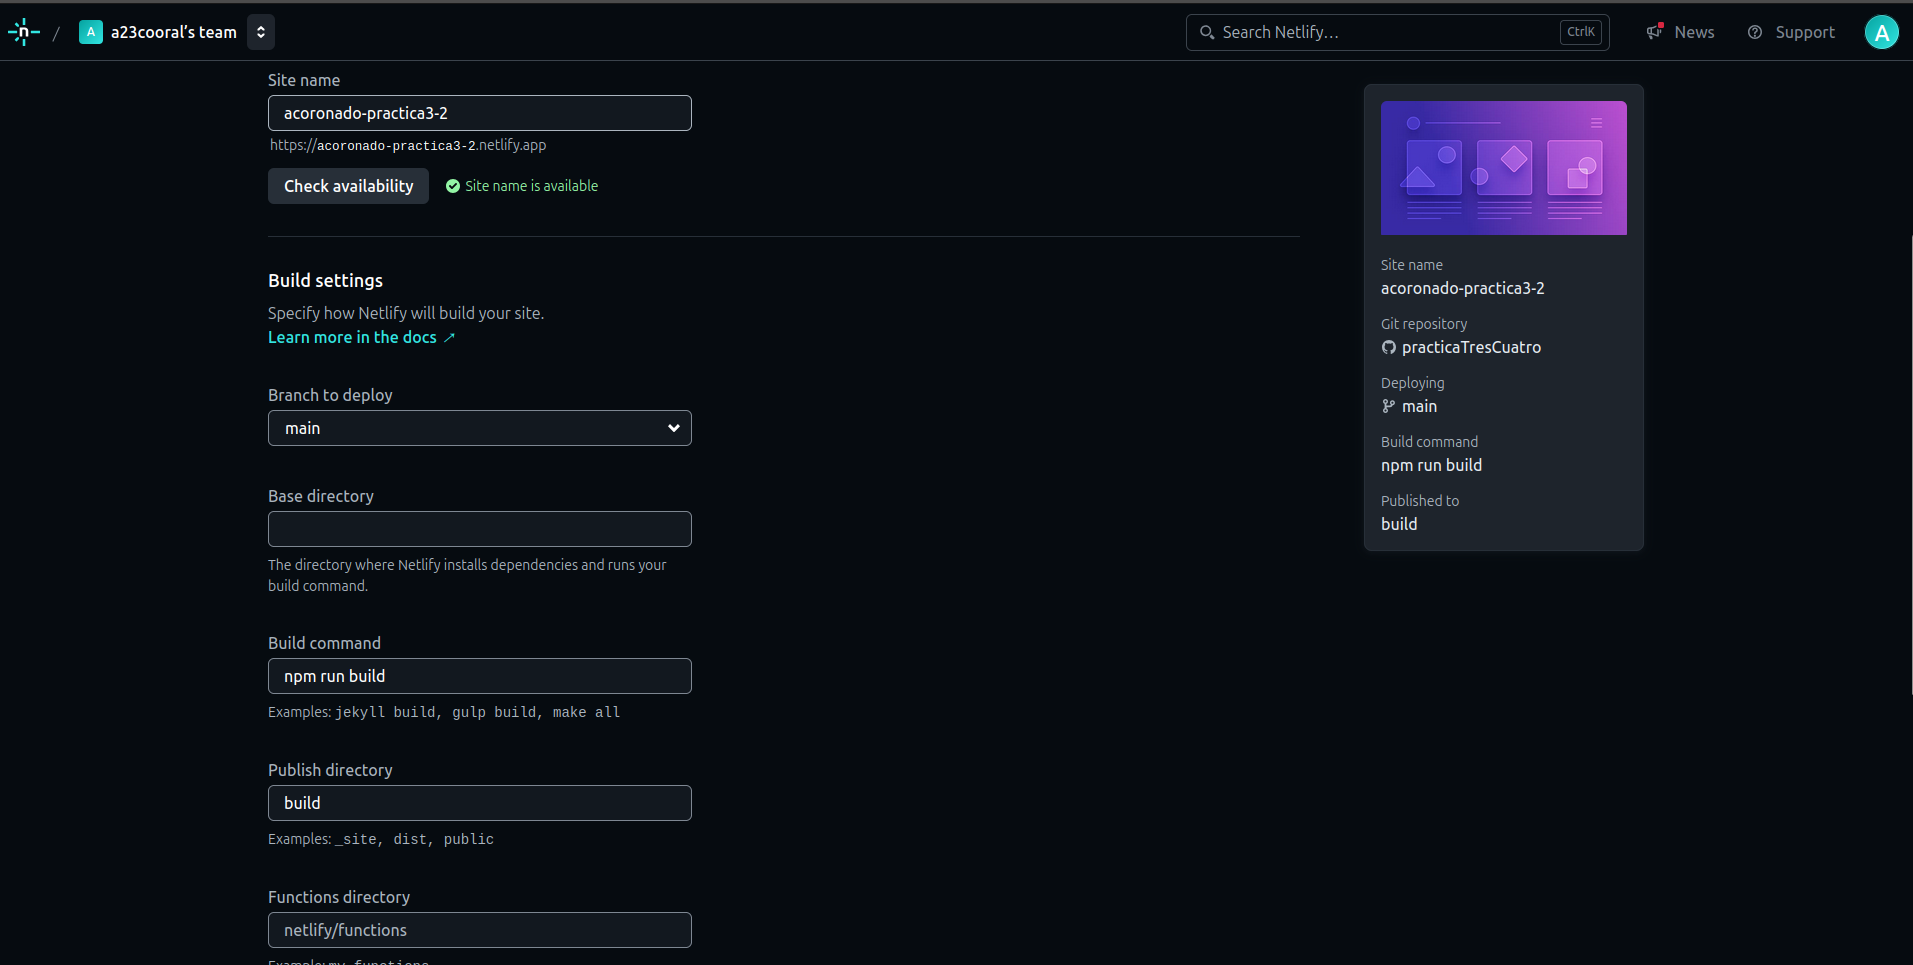 n / A a23cooral's team
Search Netlify… CtrlK
News
Support
A
Site name
acoronado-practica3-2
https://acoronado-practica3-2.netlify.app
Check availability
Site name is available
Build settings
Specify how Netlify will build your site.
Learn more in the docs ↗
Branch to deploy
main
Base directory
The directory where Netlify installs dependencies and runs your
build command.
Build command
npm run build
Examples: jekyll build, gulp build, make all
Publish directory
build
Examples: _site, dist, public
Functions directory
netlify/functions
Example: my_functions
Site name
acoronado-practica3-2
Git repository
practicaTresCuatro
Deploying
main
Build command
npm run build
Published to
build